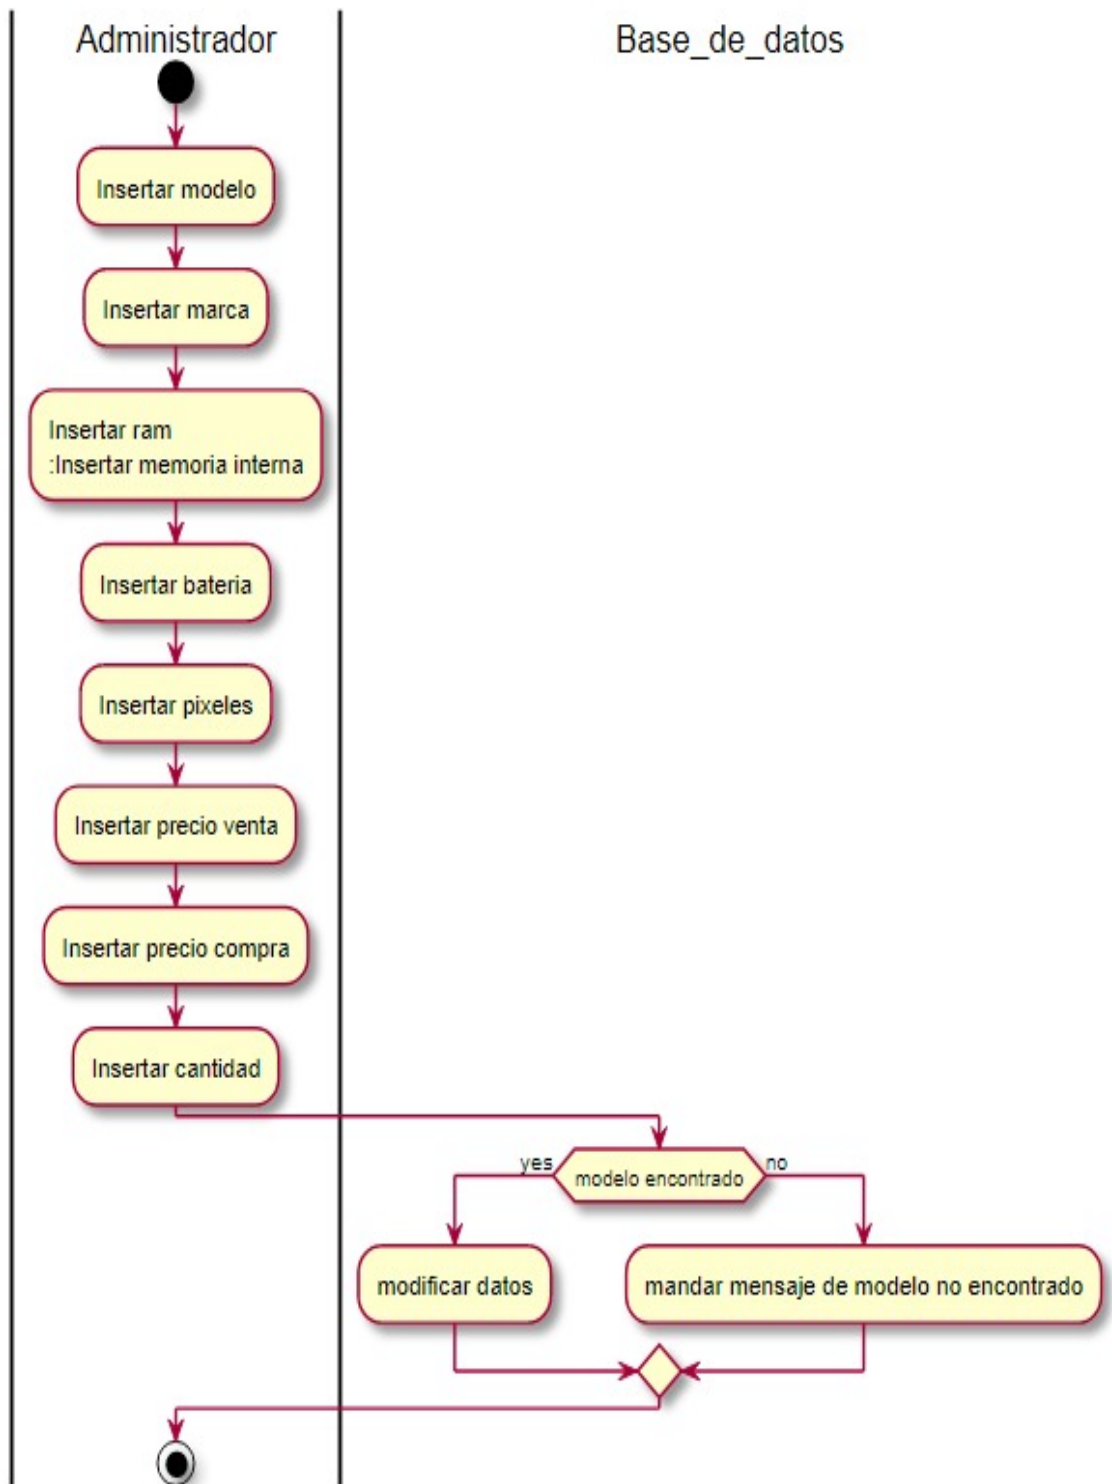 Administrador
Base_de_datos
Insertar modelo
Insertar marca
Insertar ram
:Insertar memoria interna
Insertar bateria
Insertar pixeles
Insertar precio venta
Insertar precio compra
Insertar cantidad
yes
modelo encontrado
no
modificar datos
mandar mensaje de modelo no encontrado